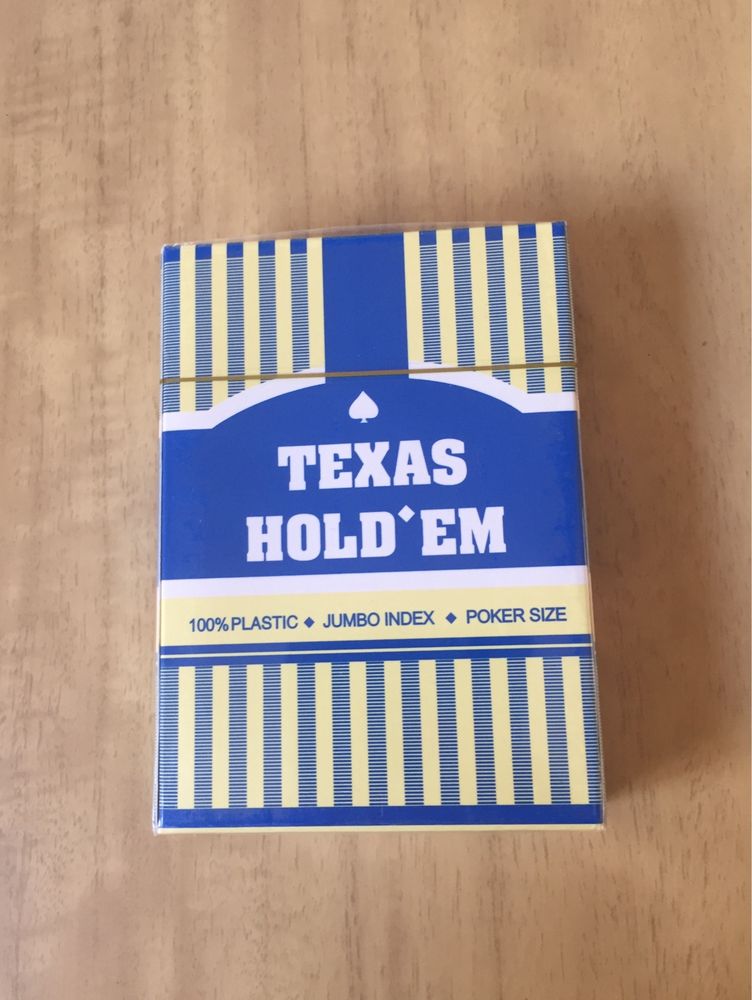 TEXAS
HOLD'EM
100% PLASTIC ◆ JUMBO INDEX ◆ POKER SIZE